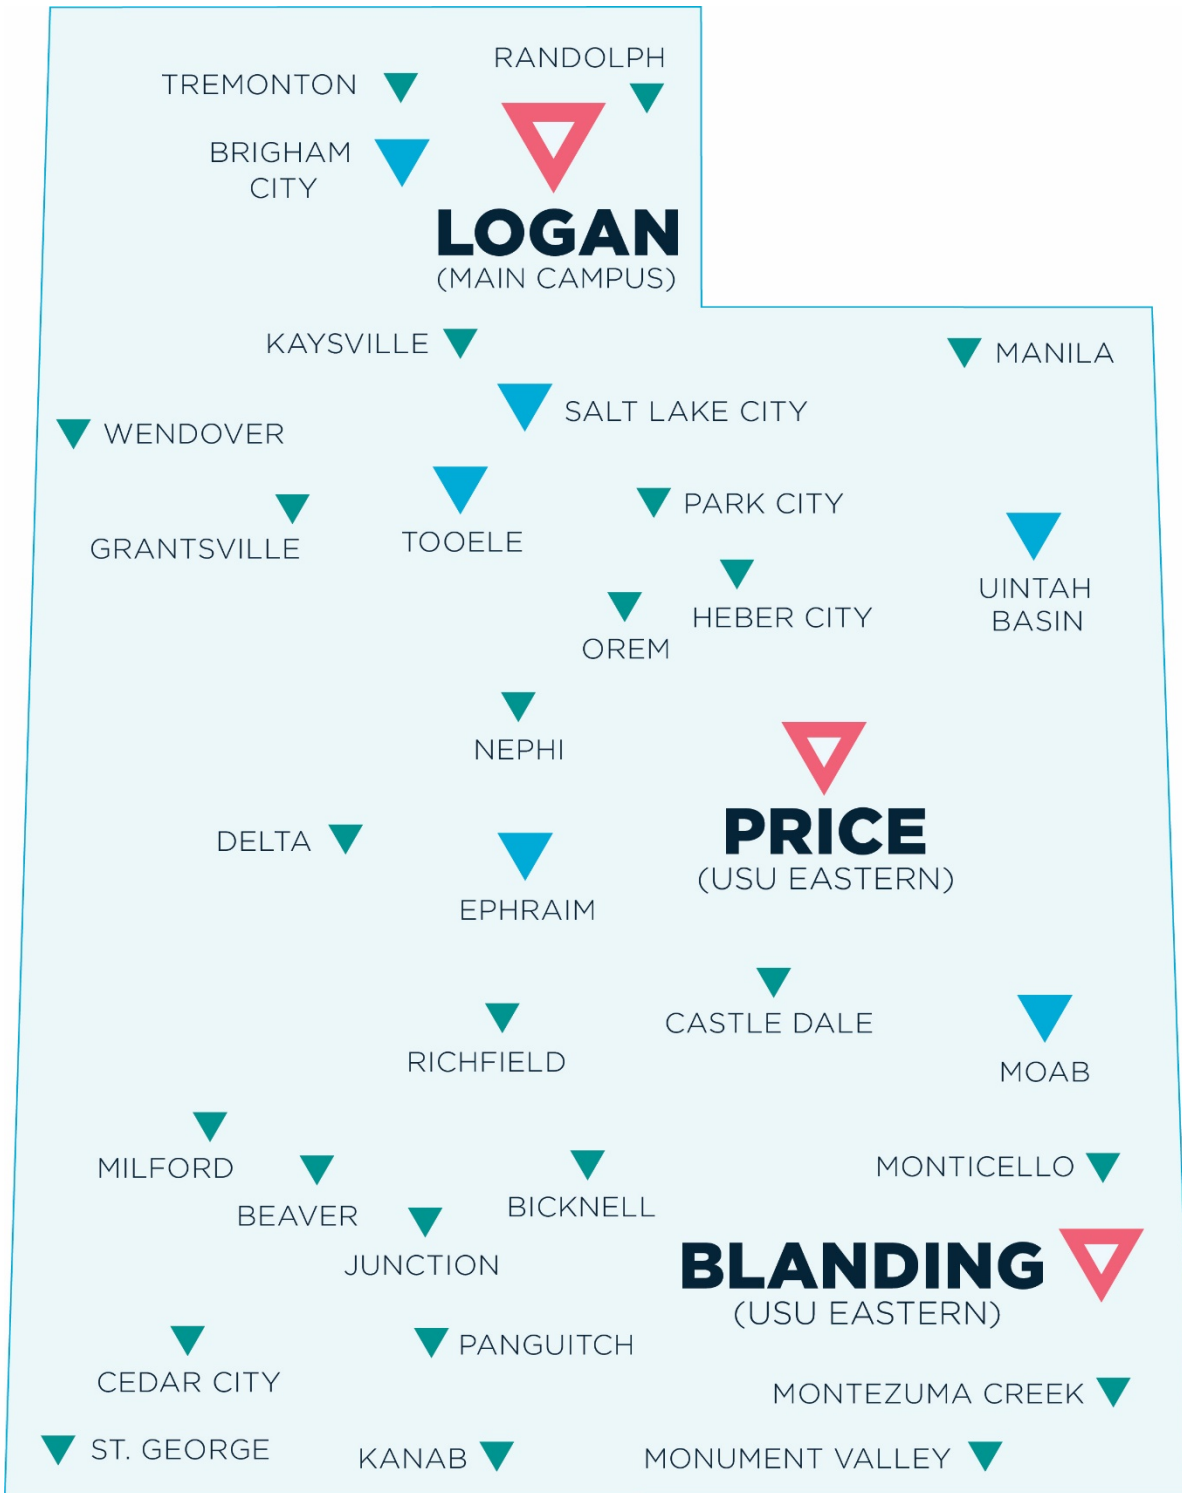 RANDOLPH
TREMONTON
BRIGHAM
CITY
LOGAN
(MAIN CAMPUS)
KAYSVILLE
MANILA
SALT LAKE CITY
WENDOVER
PARK CITY
GRANTSVILLE
TOOELE
UINTAH
BASIN
HEBER CITY
OREM
NEPHI
PRICE
(USU EASTERN)
DELTA
EPHRAIM
CASTLE DALE
RICHFIELD
MOAB
MILFORD
MONTICELLO
BICKNELL
BEAVER
JUNCTION
BLANDING
(USU EASTERN)
PANGUITCH
CEDAR CITY
MONTEZUMA CREEK
ST. GEORGE
KANAB
MONUMENT VALLEY